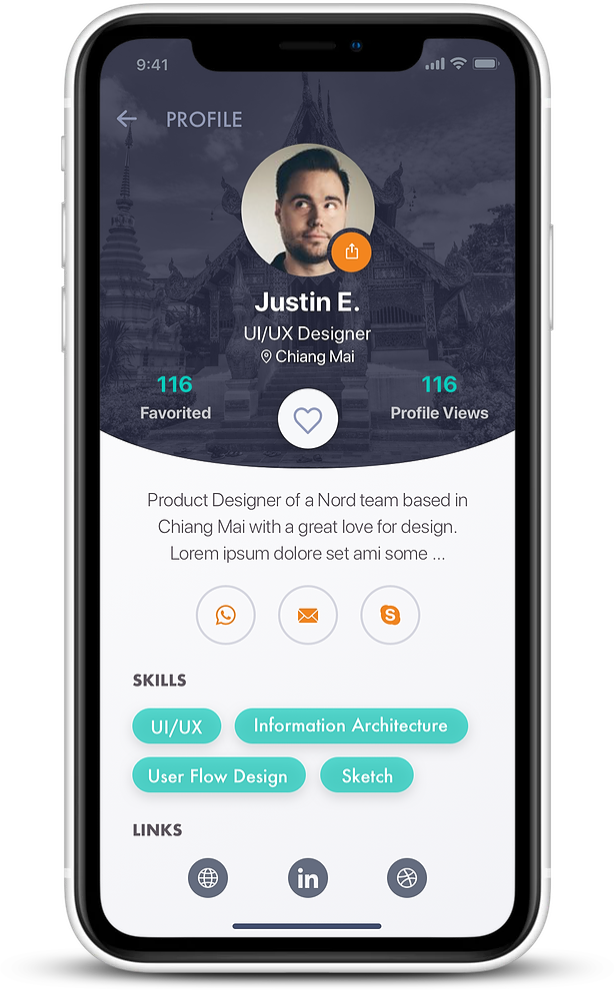 9:41
PROFILE
Justin E.
UI/UX Designer
Chiang Mai
116
Favorited
116
Profile Views
Product Designer of a Nord team based in
Chiang Mai with a great love for design.
Lorem ipsum dolore set ami some ...
SKILLS
UI/UX
Information Architecture
User Flow Design
Sketch
LINKS
in